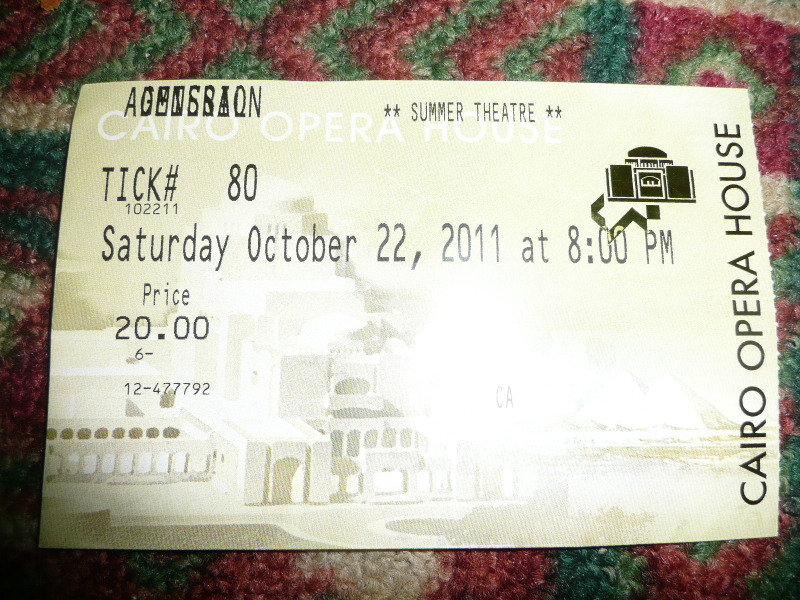 ** SUMMER THEATRE **
CAIRO OPERA HOUSE
TICK# 80
102211
Saturday October 22, 2011 at 8:00 PM
Price
20.00
6-
12-477792
CA
CAIRO OPERA HOUSE